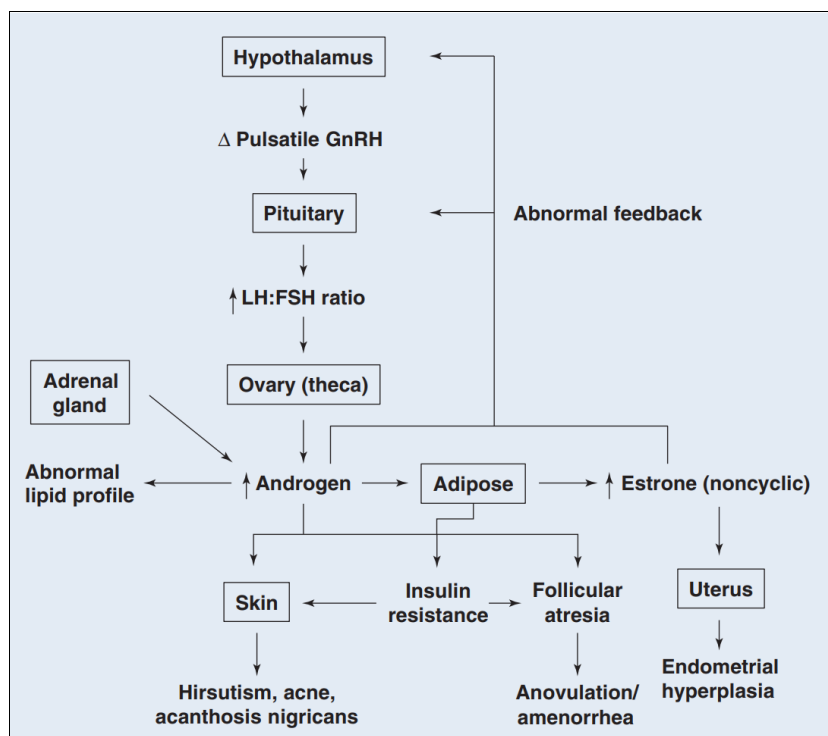 Hypothalamus
Δ Pulsatile GnRH
Pituitary
Abnormal feedback
↑ LH:FSH ratio
Adrenal
gland
Ovary (theca)
Abnormal
lipid profile
↑ Androgen
Adipose
↑ Estrone (noncyclic)
Skin
Insulin
resistance
Follicular
atresia
Uterus
Hirsutism, acne,
acanthosis nigricans
Anovulation/
amenorrhea
Endometrial
hyperplasia